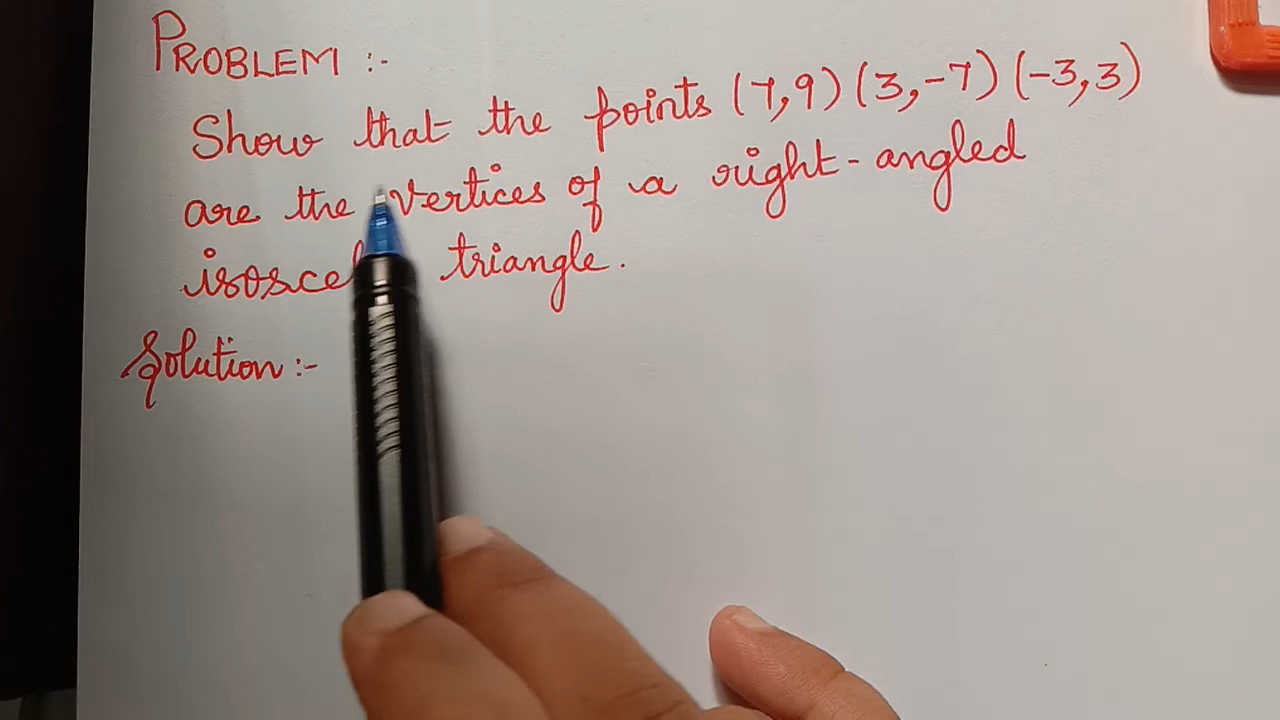 PROBLEM :-
Show that the points (7,9) (3,-7) (-3,3)
are the vertices of a right-angled
triangle.
Solution :-